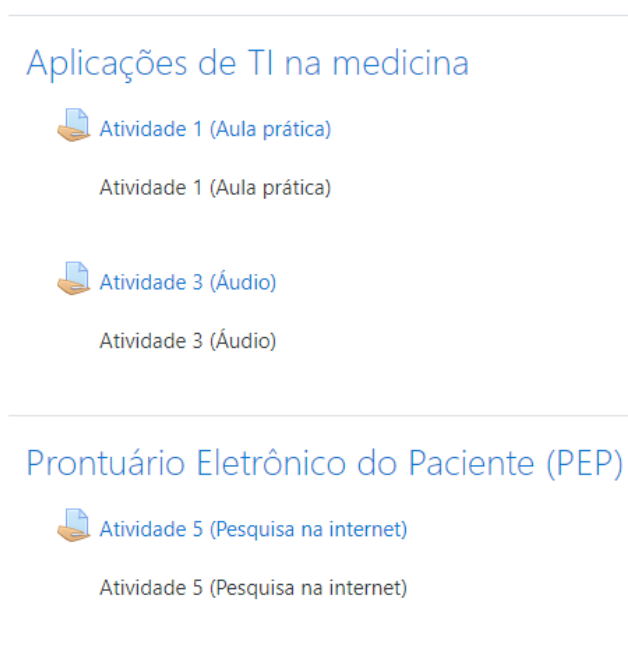 Aplicações de TI na medicina
Atividade 1 (Aula prática)
Atividade 1 (Aula prática)
Atividade 3 (Áudio)
Atividade 3 (Áudio)
Prontuário Eletrônico do Paciente (PEP)
Atividade 5 (Pesquisa na internet)
Atividade 5 (Pesquisa na internet)